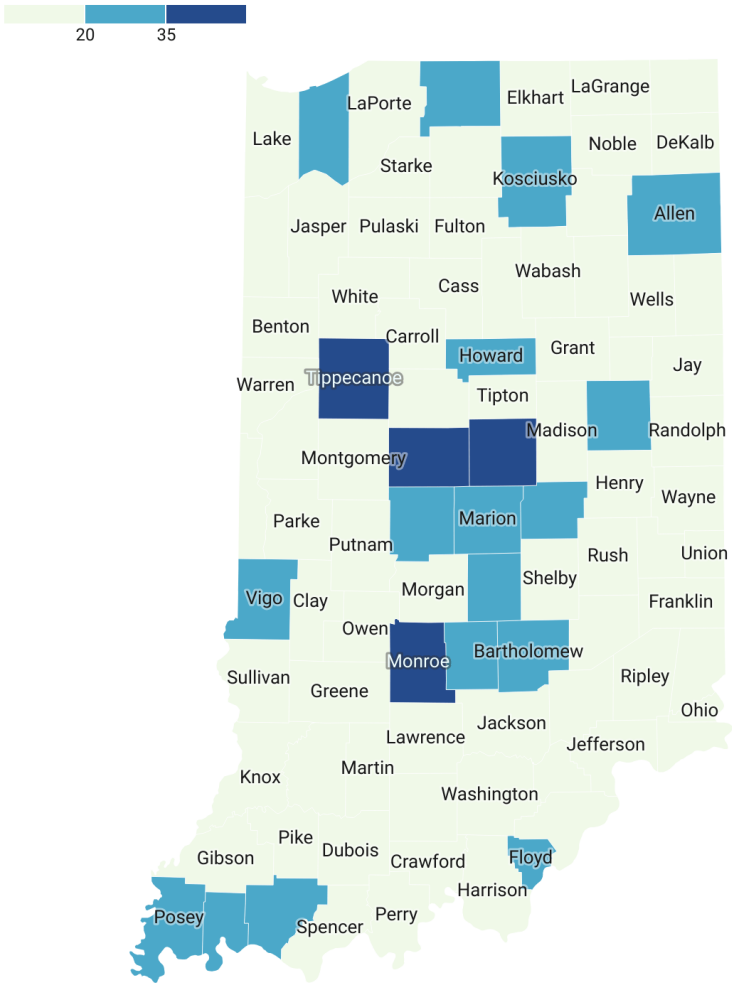 20 35
LaGrange
Elkhart
LaPorte
Lake
Noble DeKalb
Starke
Kosciusko
Allen
Jasper Pulaski Fulton
Wabash
Cass
White Wells
Benton
Carroll
Grant
Howard
Jay
Tippecanoe
Warren
Tipton
Madison Randolph
Montgomery
Henry
Wayne
Marion
Parke
Putnam
Rush Union
Shelby
Morgan
Vigo Clay
Franklin
Owen
Bartholomew
Monroe
Sullivan Ripley
Greene
Ohio
Jackson
Lawrence
Jefferson
Martin
Knox
Washington
Pike
Dubois
Gibson Crawford Floyd
Harrison
Posey Perry
Spencer